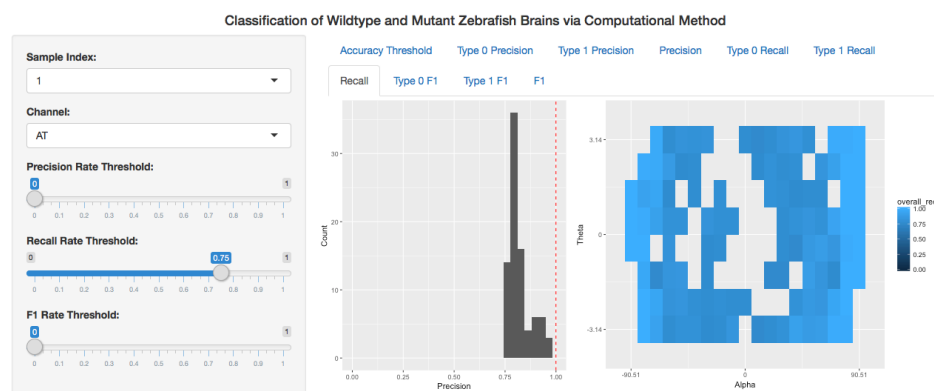 Classification of Wildtype and Mutant Zebrafish Brains via Computational Method
Sample Index:
1
Channel:
AT
Precision Rate Threshold:
0 1
0 0.1 0.2 0.3 0.4 0.5 0.6 0.7 0.8 0.9 1
Recall Rate Threshold:
0 0.75 1
0 0.1 0.2 0.3 0.4 0.5 0.6 0.7 0.8 0.9 1
F1 Rate Threshold:
0 1
0 0.1 0.2 0.3 0.4 0.5 0.6 0.7 0.8 0.9 1
Accuracy Threshold Type 0 Precision Type 1 Precision Precision Type 0 Recall Type 1 Recall
Recall Type 0 F1 Type 1 F1 F1
Count
30
20
10
0
0.00 0.25 0.50 0.75 1.00
Precision
Theta
3.14
0
-3.14
-90.51 0 90.51
Alpha
overall_rec
1.00
0.75
0.50
0.25
0.00